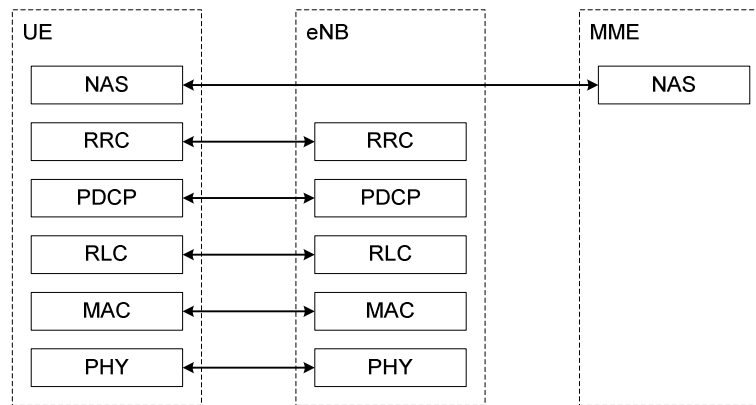 UE eNB MME
NAS NAS
RRC RRC
PDCP PDCP
RLC RLC
MAC MAC
PHY PHY